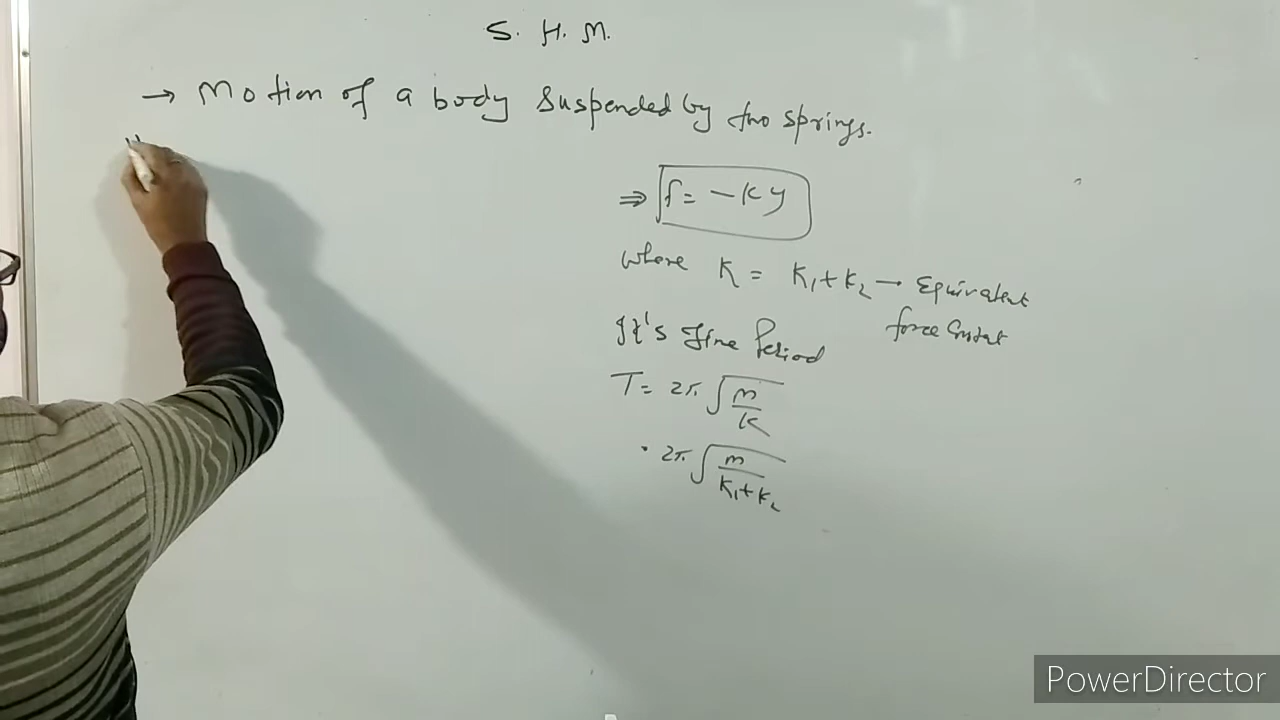 S. H. M.
→ Motion of a body suspended by two springs.
⇒ f = -ky
where K = K₁+K₂ → Equivalent
force
It's Time Period
T = 2π √m/K
2π √m/K₁+K₂
PowerDirector